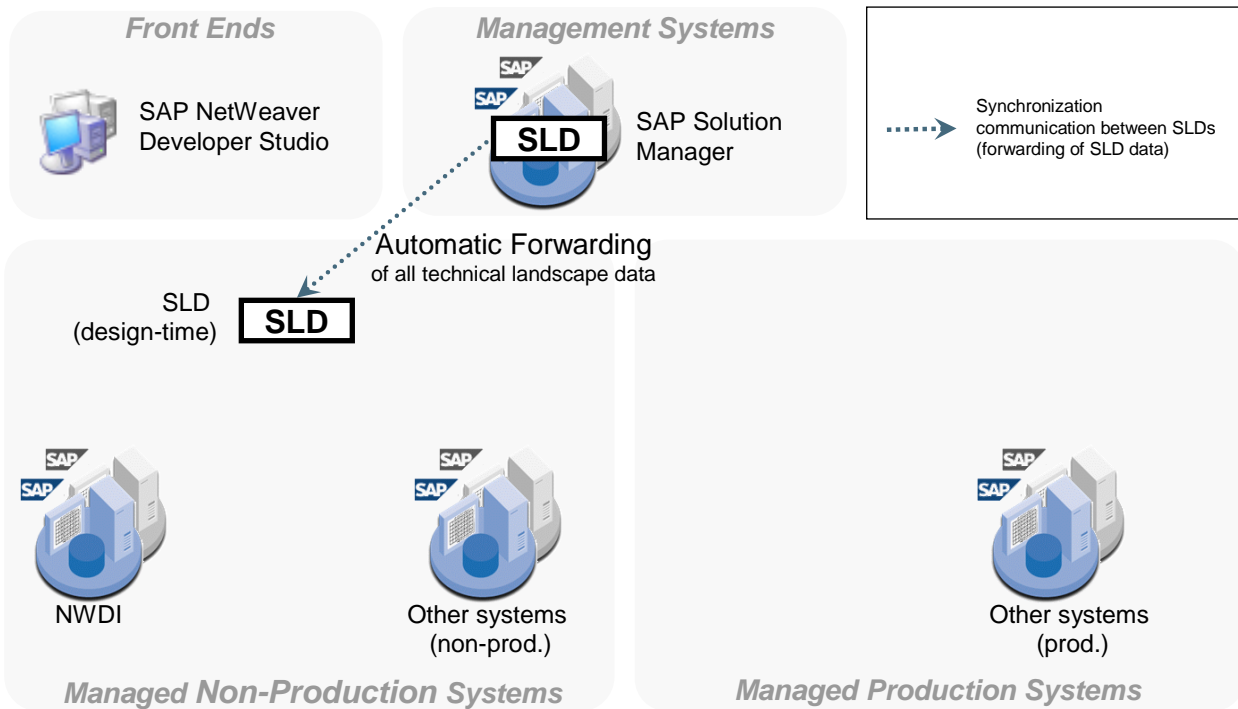 Front Ends
SAP NetWeaver
Developer Studio
Management Systems
SAP
SAP
SLD
SAP Solution
Manager
Synchronization
communication between SLDs
(forwarding of SLD data)
Automatic Forwarding
of all technical landscape data
SLD
(design-time)
SLD
SAP
SAP
NWDI
SAP
SAP
Other systems
(non-prod.)
Managed Non-Production Systems
SAP
SAP
Other systems
(prod.)
Managed Production Systems